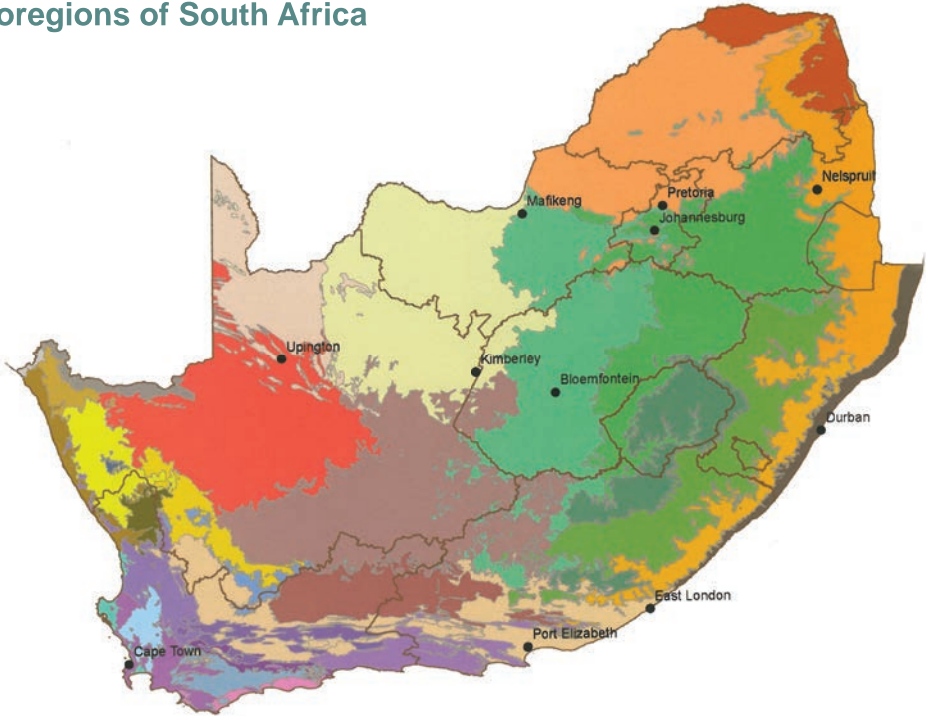 oregions of South Africa
Nelspruit
Pretoria
Mafikeng
Johannesburg
Upington
Kimberley
Bloemfontein
Durban
East London
Port Elizabeth
Cape Town